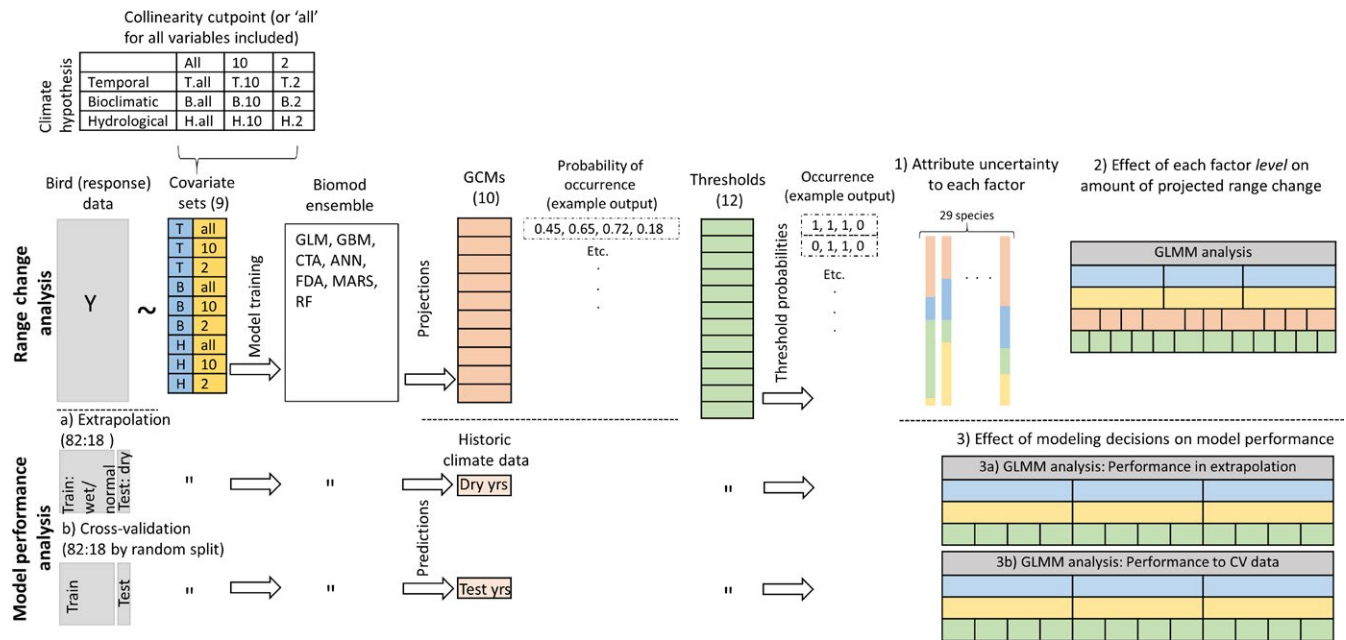 Collinearity cutpoint (or ‘all’
for all variables included)
Climate
hypothesis
All 10 2
Temporal T.all T.10 T.2
Bioclimatic B.all B.10 B.2
Hydrological H.all H.10 H.2
Range change
analysis
Bird (response)
data
Y
~
Covariate
sets (9)
T all
T 10
T 2
B all
B 10
B 2
H all
H 10
H 2
Model training
Biomod
ensemble
GLM, GBM,
CTA, ANN,
FDA, MARS,
RF
Projections
GCMs
(10)
Probability of
occurrence
(example output)
0.45, 0.65, 0.72, 0.18
Etc.
.
.
.
Thresholds
(12)
Threshold probabilities
Occurrence
(example output)
1, 1, 1, 0
0, 1, 1, 0
Etc.
.
.
.
1) Attribute uncertainty
to each factor
29 species
. . .
2) Effect of each factor level on
amount of projected range change
GLMM analysis
Model performance
analysis
a) Extrapolation
(82:18 )
Train:
wet/
normal
Test: dry
"
"
Historic
climate data
Dry yrs
"
b) Cross-validation
(82:18 by random split)
Train
Test
"
"
Predictions
Test yrs
"
3) Effect of modeling decisions on model performance
3a) GLMM analysis: Performance in extrapolation
3b) GLMM analysis: Performance to CV data